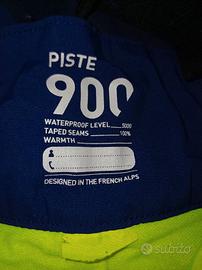 PISTE
900
WATERPROOF LEVEL 5000
TAPED SEAMS 100%
WARMTH
DESIGNED IN THE FRENCH ALPS
subito